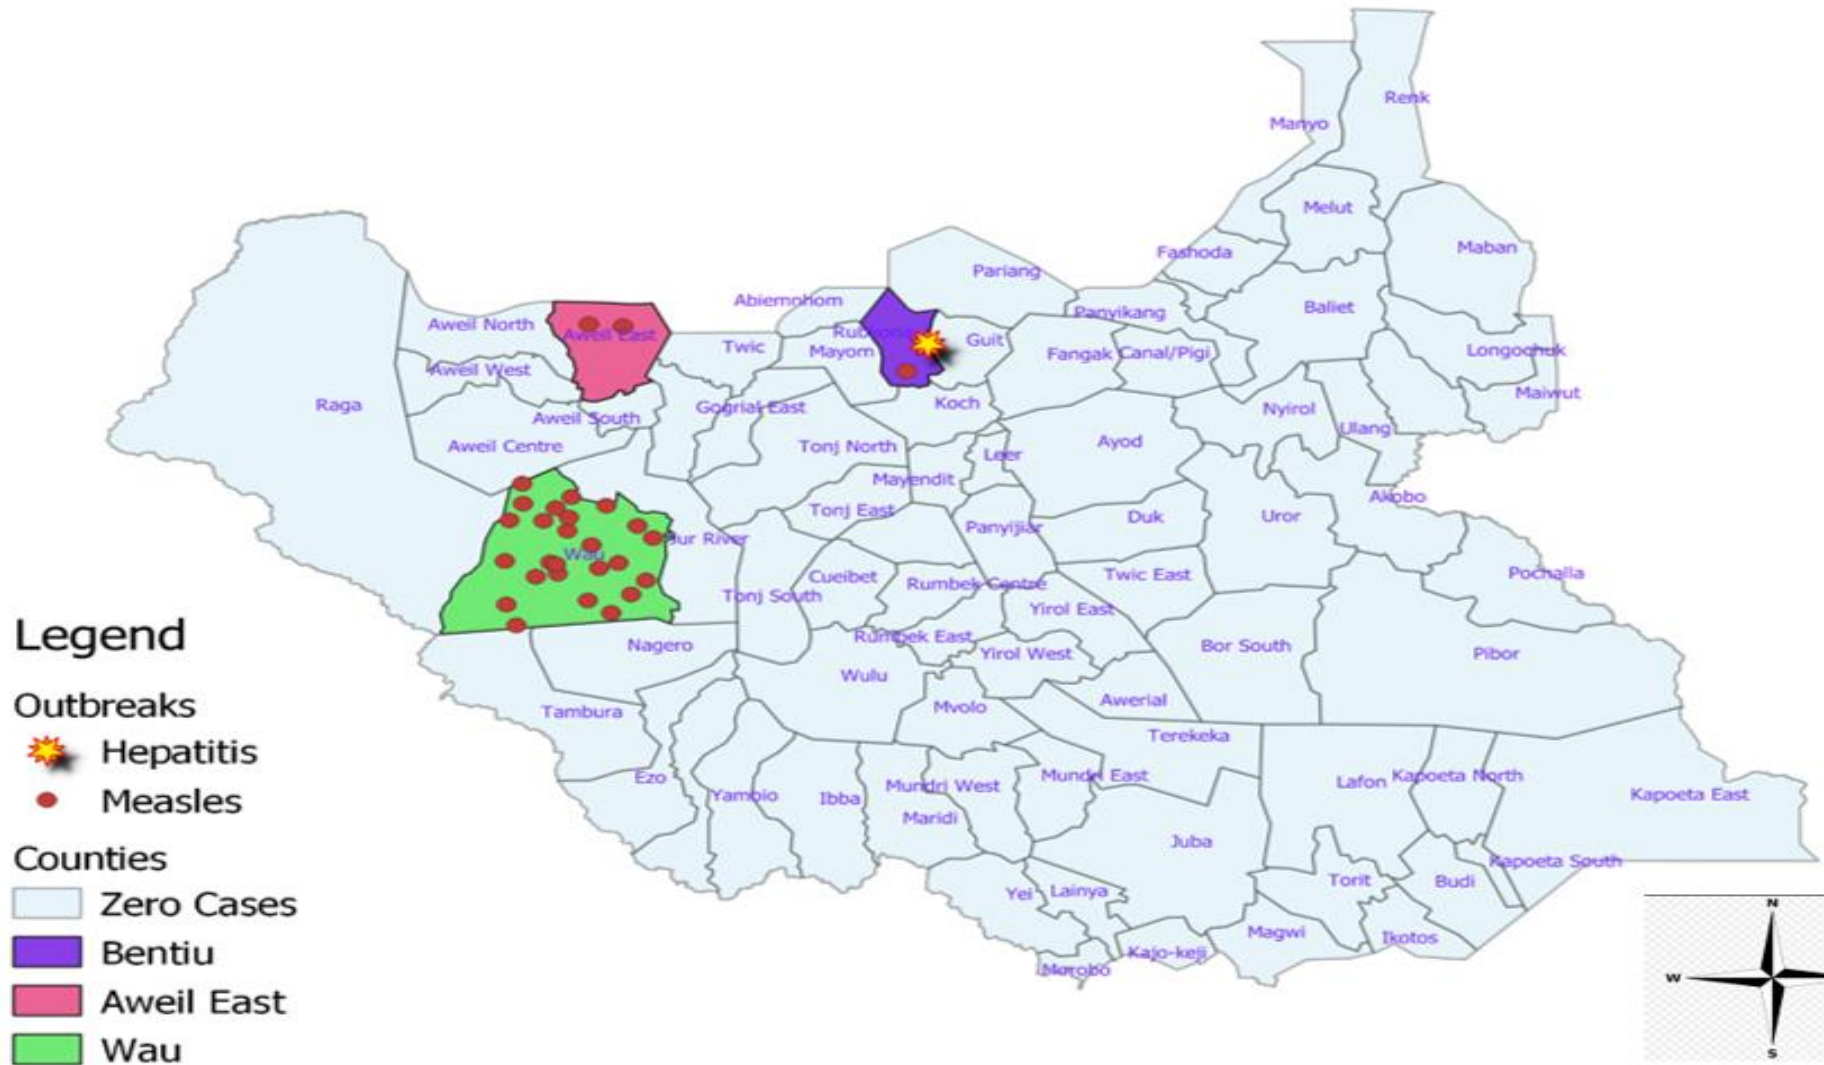 Renk
Manyo
Melut
Maban
Fashoda
Pariang
Abiemnhom
Panyikang
Baliet
Aweil North
Aweil East
Rubkona
Guit
Twic
Mayom
Fangak
Canal/Pigi
Longochuk
Aweil West
Maiwut
Raga
Gogrial East
Koch
Nyirol
Aweil South
Ulang
Aweil Centre
Tonj North
Ayod
Leer
Mayendit
Akobo
Tonj East
Panyijiar
Duk
Uror
Jur River
Wau
Cueibet
Rumbek Centre
Twic East
Pochalla
Tonj South
Yirol East
Rumbek East
Nagero
Yirol West
Bor South
Pibor
Wulu
Awerial
Mvolo
Tambura
Terekeka
Ezo
Mundri East
Lafon
Kapoeta North
Yambio
Ibba
Mundri West
Kapoeta East
Maridi
Juba
Kapoeta South
Yei
Lainya
Torit
Budi
Magwi
Ikotos
Kajo-keji
Morobo
Legend
Outbreaks
Hepatitis
Measles
Counties
Zero Cases
Bentiu
Aweil East
Wau
N
W
S